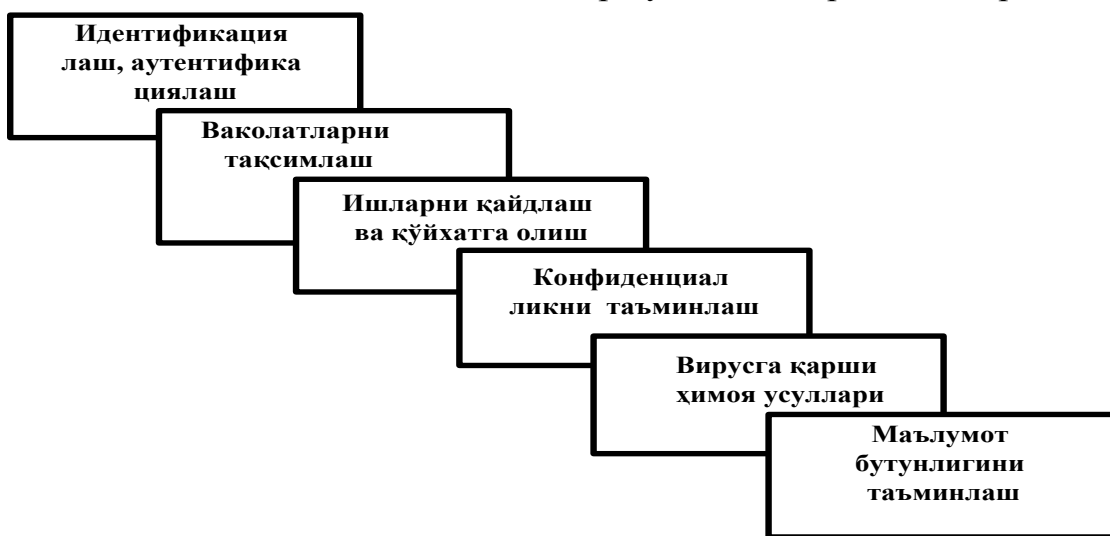 Идентификация
лаш, аутентифика
циялаш
Ваколатларни
тақсимлаш
Ишларни қайдлаш
ва қўйхатга олиш
Конфиденциал
ликни таъминлаш
Вирусга қарши
ҳимоя усуллари
Маълумот
бутунлигини
таъминлаш